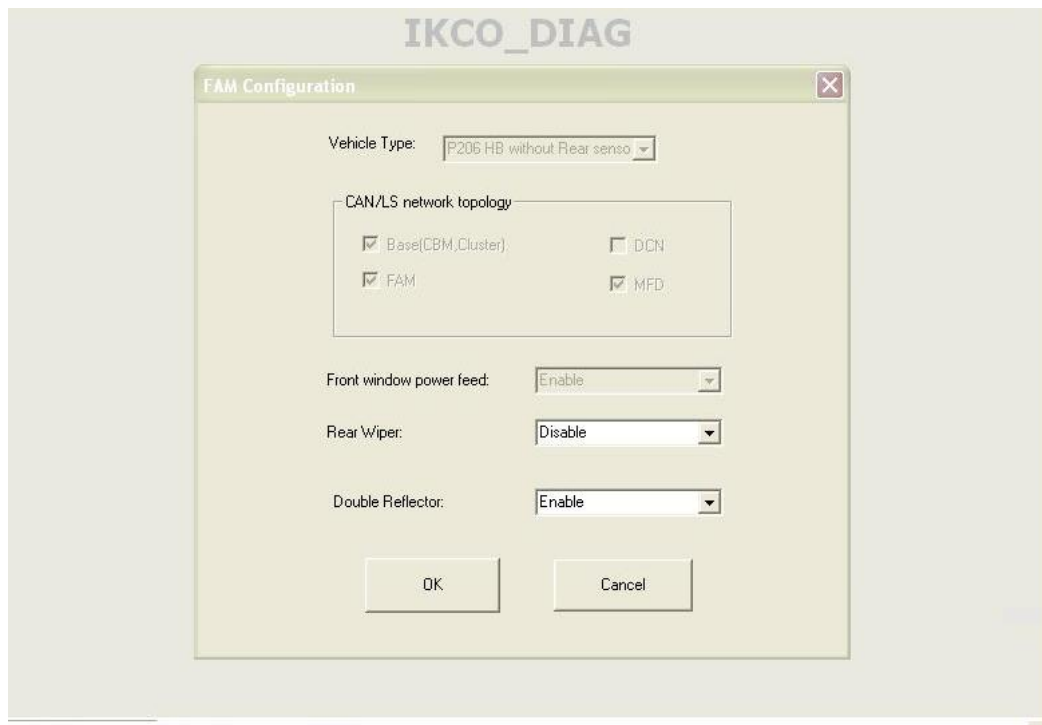 IKCO_DIAG
FAM Configuration
Vehicle Type: P206 HB without Rear senso
CAN/LS network topology
Base(CBM,Cluster) DCN
FAM MFD
Front window power feed: Enable
Rear Wiper: Disable
Double Reflector: Enable
OK Cancel